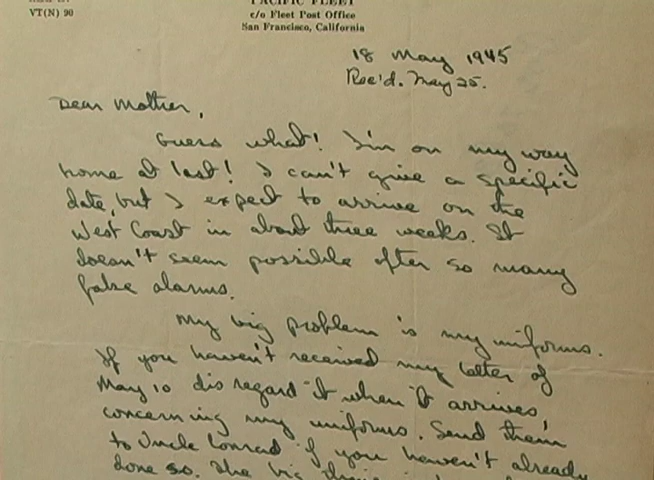 VT(N) 90
PACIFIC FLEET
c/o Fleet Post Office
San Francisco, California
18 May 1945
Rec'd. May 25.
Dear Mother,
Guess what! I'm on my way
home at last! I can't give a specific
date, but I expect to arrive on the
West Coast in about three weeks. It
doesn't seem possible after so many
false alarms.
My big problem is my uniforms.
If you haven't received my letter of
May 10 disregard it when it arrives,
concerning my uniforms. Send them
to Uncle Conrad if you haven't already
done so. The big